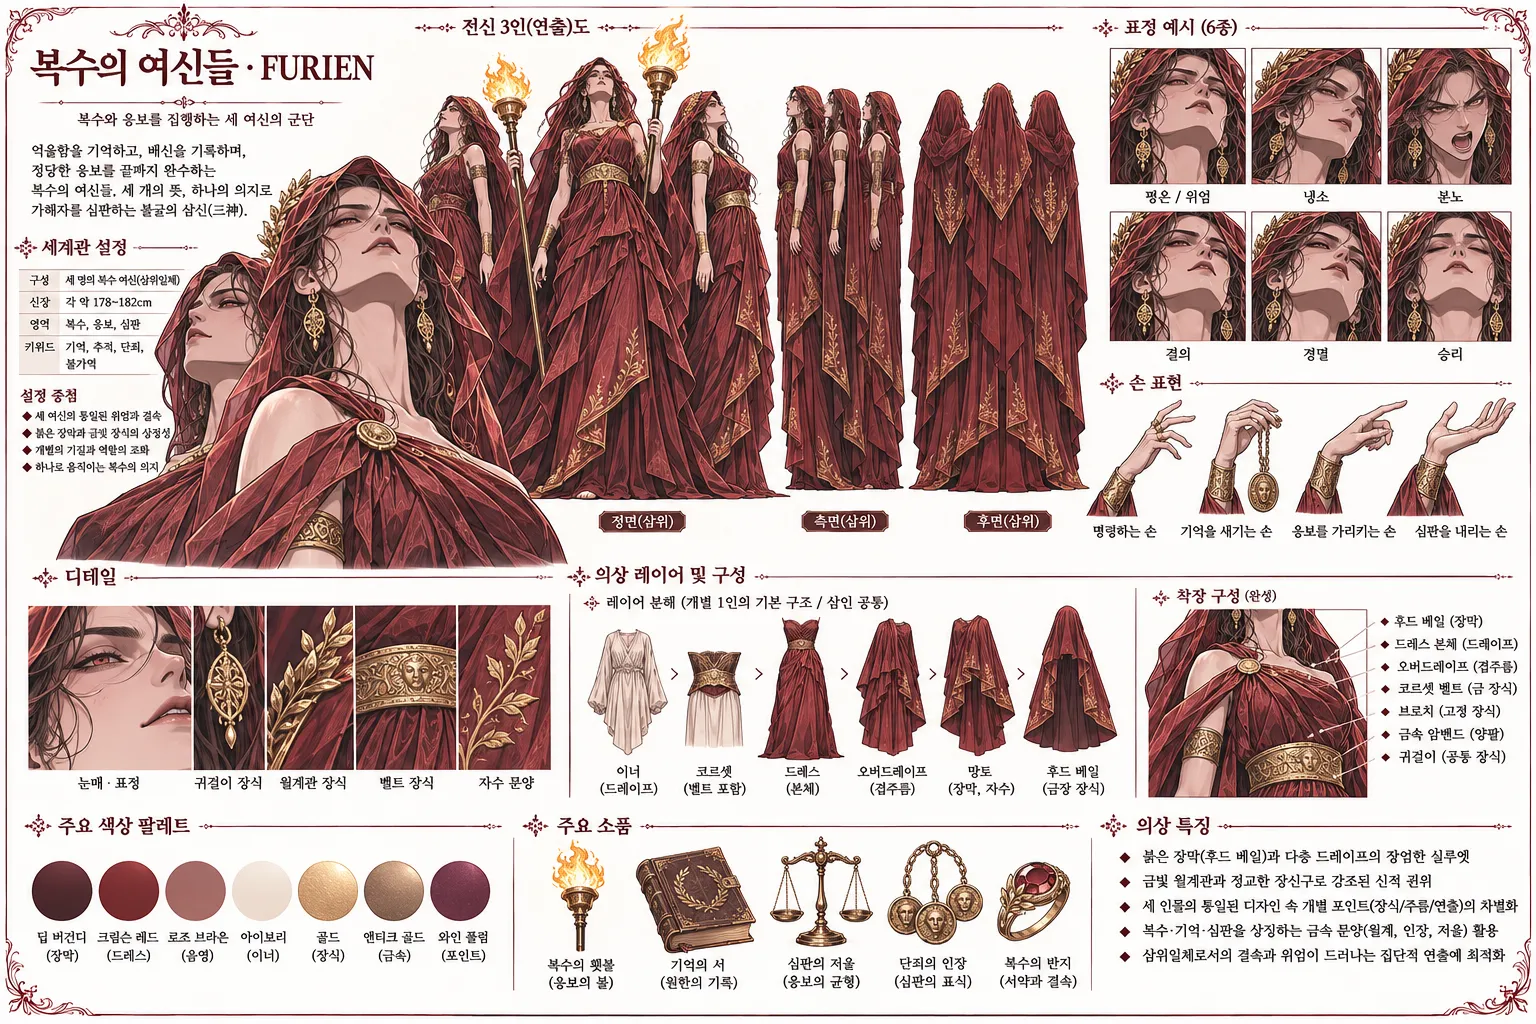 복수의 여신들 · FURIEN
복수와 응보를 집행하는 세 여신의 군단
억울함을 기억하고, 배신을 기록하며,
정당한 응보를 끝까지 완수하는
복수의 여신들. 세 개의 뜻, 하나의 의지로
가해자를 심판하는 불굴의 삼신(三神).
세계관 설정
구성 세 명의 복수 여신(삼위일체)
신장 각 약 178~182cm
영역 복수, 응보, 심판
키워드 기억, 추적, 단죄,
불가역
설정 중점
세 여신의 통일된 위엄과 결속
붉은 장막과 금빛 장식의 상징성
개별의 기질과 역할의 조화
하나로 움직이는 복수의 의지
전신 3인(연출)도
정면(삼위)
측면(삼위)
후면(삼위)
표정 예시 (6종)
평온 / 위엄
냉소
분노
결의
경멸
승리
손 표현
명령하는 손
기억을 새기는 손
응보를 가리키는 손
심판을 내리는 손
디테일
눈매 · 표정
귀걸이 장식
월계관 장식
벨트 장식
자수 문양
의상 레이어 및 구성
레이어 분해 (개별 1인의 기본 구조 / 삼인 공통)
이너
(드레이프)
코르셋
(벨트 포함)
드레스
(본체)
오버드레이프
(겹주름)
망토
(장막, 자수)
후드 베일
(금장 장식)
착장 구성 (완성)
후드 베일 (장막)
드레스 본체 (드레이프)
오버드레이프 (겹주름)
코르셋 벨트 (금 장식)
브로치 (고정 장식)
금속 암밴드 (양팔)
귀걸이 (공통 장식)
주요 색상 팔레트
딥 버건디
(장막)
크림슨 레드
(드레스)
로즈 브라운
(음영)
아이보리
(이너)
골드
(장식)
앤티크 골드
(금속)
와인 플럼
(포인트)
주요 소품
복수의 횃불
(응보의 불)
기억의 서
(원한의 기록)
심판의 저울
(응보의 균형)
단죄의 인장
(심판의 표식)
복수의 반지
(서약과 결속)
의상 특징
붉은 장막(후드 베일)과 다층 드레이프의 장엄한 실루엣
금빛 월계관과 정교한 장신구로 강조된 신적 권위
세 인물의 통일된 디자인 속 개별 포인트(장식/주름/연출)의 차별화
복수·기억·심판을 상징하는 금속 문양(월계, 인장, 저울) 활용
삼위일체로서의 결속과 위엄이 드러나는 집단적 연출에 최적화